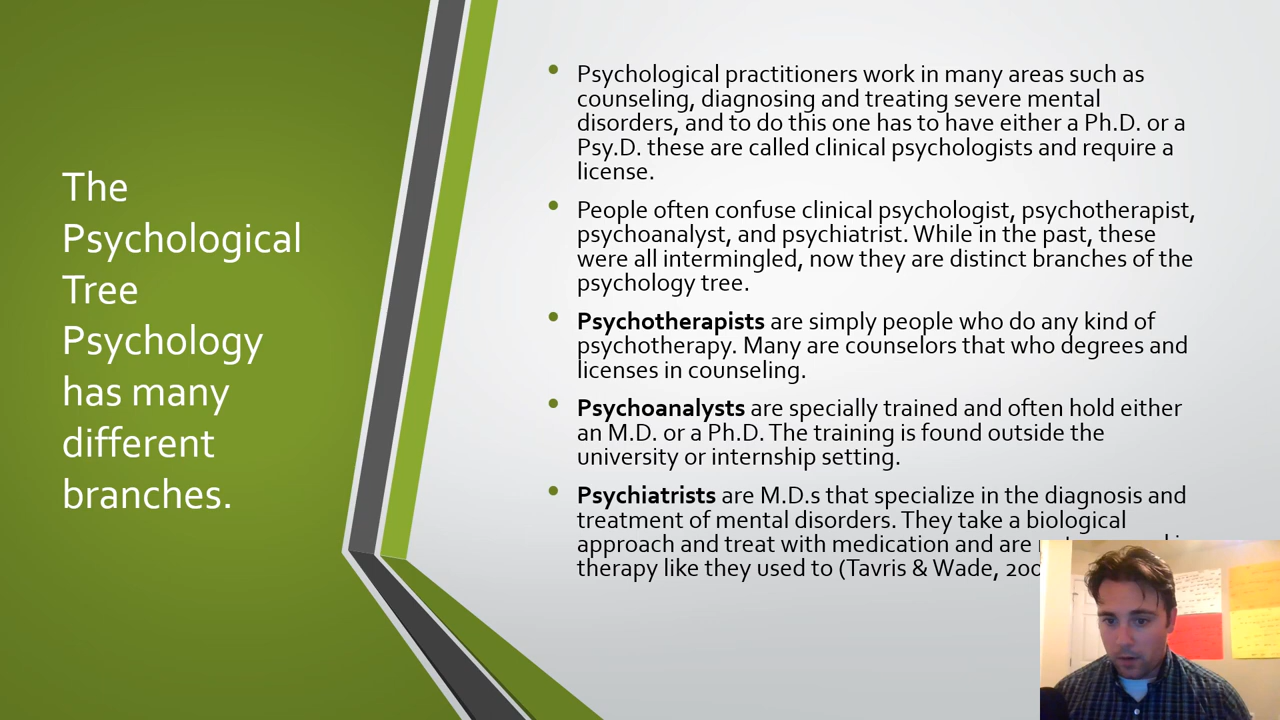 The
Psychological
Tree
Psychology
has many
different
branches.
Psychological practitioners work in many areas such as
counseling, diagnosing and treating severe mental
disorders, and to do this one has to have either a Ph.D. or a
Psy.D. these are called clinical psychologists and require a
license.
People often confuse clinical psychologist, psychotherapist,
psychoanalyst, and psychiatrist. While in the past, these
were all intermingled, now they are distinct branches of the
psychology tree.
Psychotherapists are simply people who do any kind of
psychotherapy. Many are counselors that who degrees and
licenses in counseling.
Psychoanalysts are specially trained and often hold either
an M.D. or a Ph.D. The training is found outside the
university or internship setting.
Psychiatrists are M.D.s that specialize in the diagnosis and
treatment of mental disorders. They take a biological
approach and treat with medication and are
therapy like they used to (Tavris & Wade,